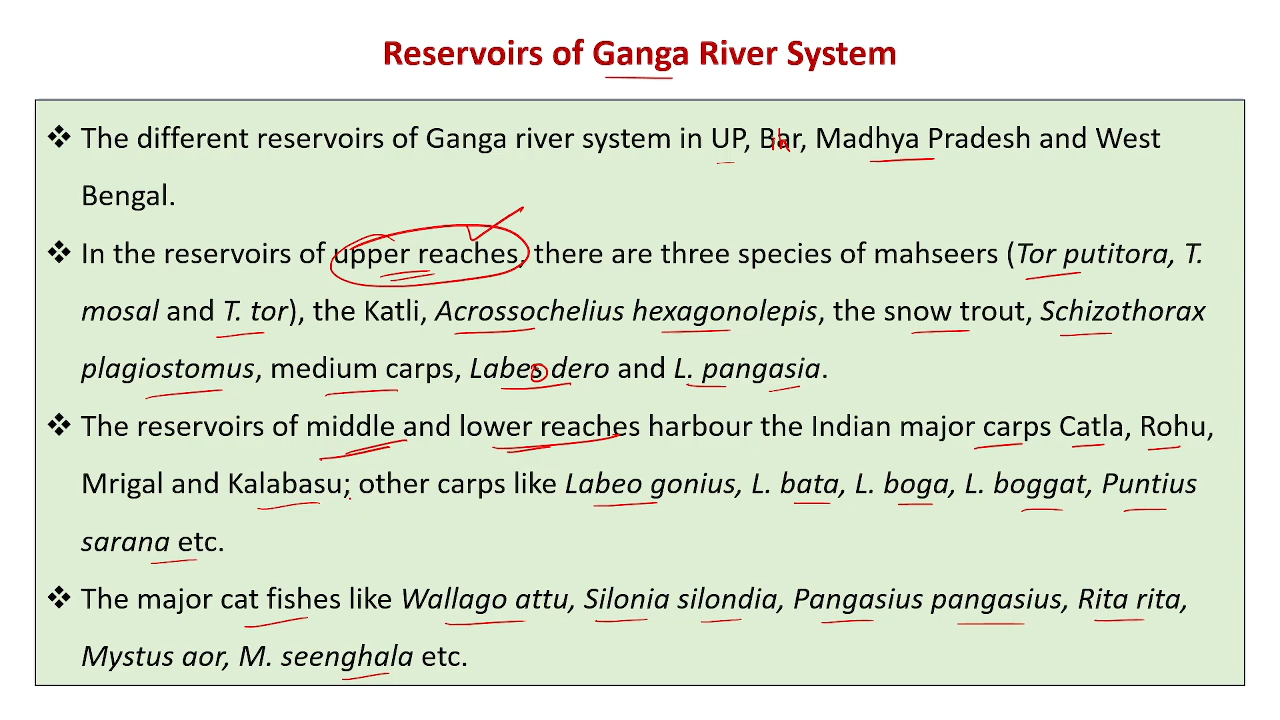 Reservoirs of Ganga River System
❖ The different reservoirs of Ganga river system in UP, Bar, Madhya Pradesh and West
Bengal.
❖ In the reservoirs of upper reaches, there are three species of mahseers (Tor putitora, T.
mosal and T. tor), the Katli, Acrossochelius hexagonolepis, the snow trout, Schizothorax
plagiostomus, medium carps, Labes dero and L. pangasia.
❖ The reservoirs of middle and lower reaches harbour the Indian major carps Catla, Rohu,
Mrigal and Kalabasu; other carps like Labeo gonius, L. bata, L. boga, L. boggat, Puntius
sarana etc.
❖ The major cat fishes like Wallago attu, Silonia silondia, Pangasius pangasius, Rita rita,
Mystus aor, M. seenghala etc.